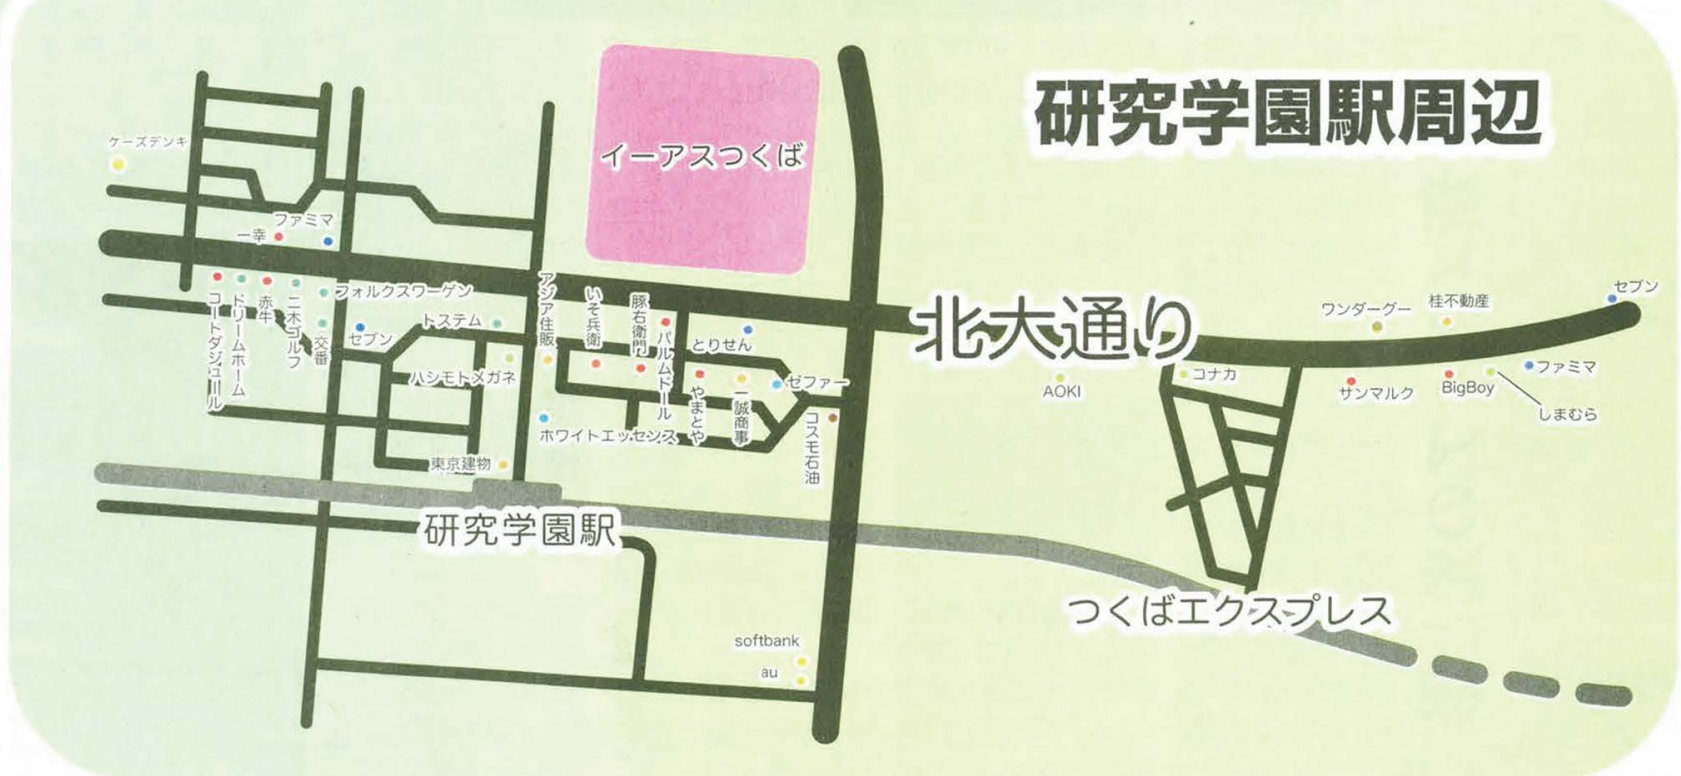 研究学園駅周辺
イーアスつくば
ケーズデンキ
ファミマ
一幸
コートダジュール
ドリームホーム
赤牛
二木ゴルフ
交番
フォルクスワーゲン
セブン
トステム
ハシモトメガネ
東京建物
アジア住販
いそ兵衛
豚右衛門
パルムドール
とりせん
やまとや
一誠商事
ゼファー
コスモ石油
ホワイトエッセンス
北大通り
AOKI
コナカ
ワンダーグー
桂不動産
セブン
サンマルク
BigBoy
ファミマ
しまむら
研究学園駅
つくばエクスプレス
softbank
au